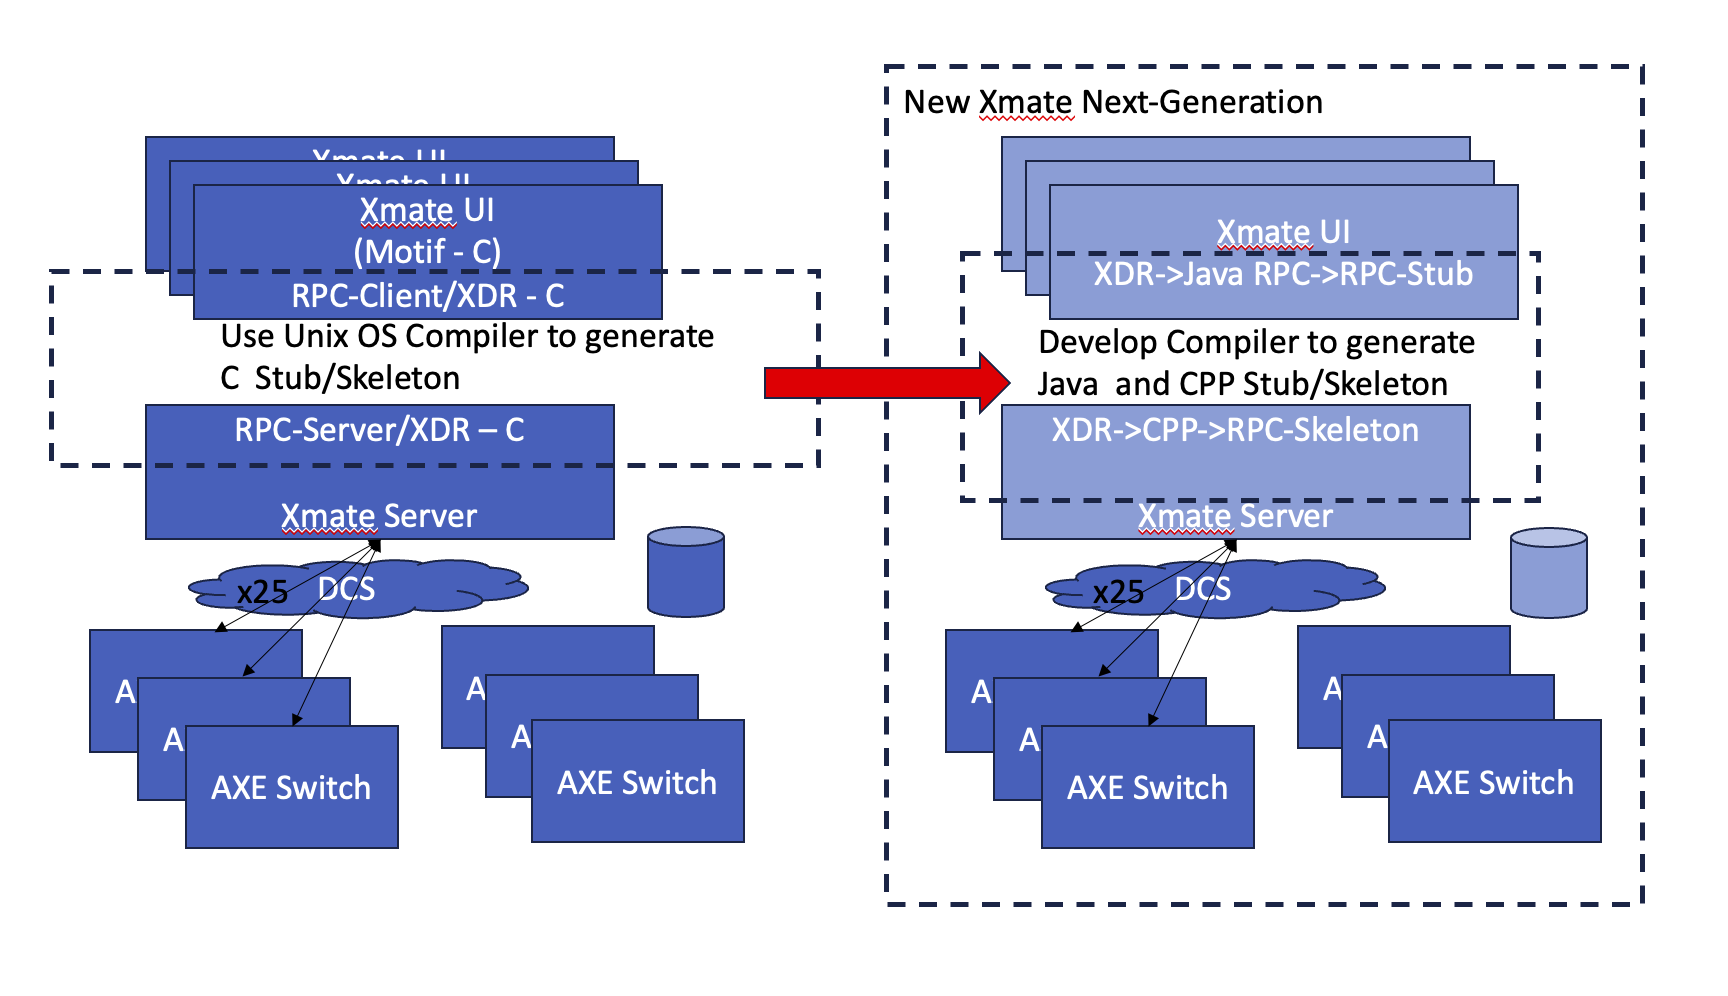 Xmate UI
Xmate UI
Xmate UI
(Motif - C)
RPC-Client/XDR - C
Use Unix OS Compiler to generate
C  Stub/Skeleton
RPC-Server/XDR – C
Xmate Server
x25
DCS
A
A
AXE Switch
A
A
AXE Switch
New Xmate Next-Generation
Xmate UI
XDR->Java RPC->RPC-Stub
Develop Compiler to generate
Java  and CPP Stub/Skeleton
XDR->CPP->RPC-Skeleton
Xmate Server
x25
DCS
A
A
AXE Switch
A
A
AXE Switch